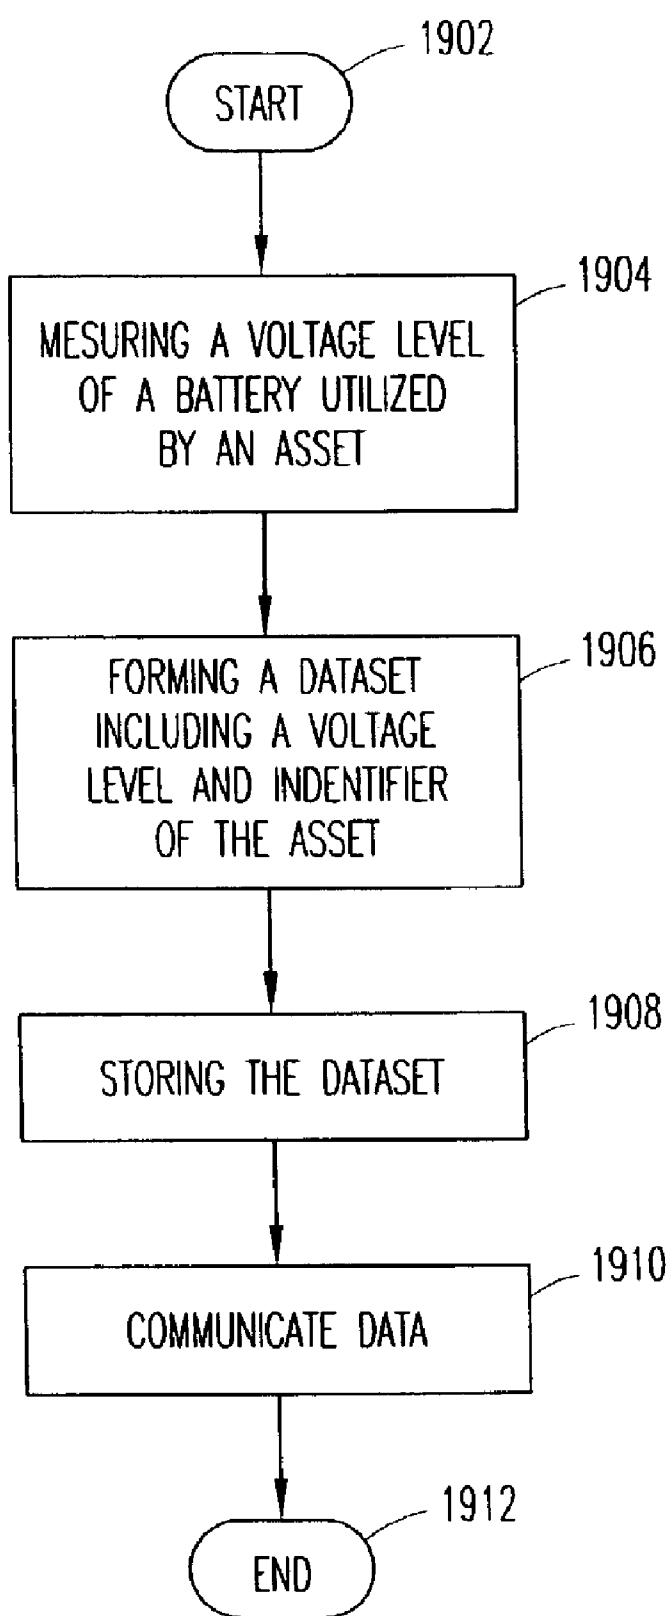 1902
START
1904
MESURING A VOLTAGE LEVEL
OF A BATTERY UTILIZED
BY AN ASSET
1906
FORMING A DATASET
INCLUDING A VOLTAGE
LEVEL AND INDENTIFIER
OF THE ASSET
1908
STORING THE DATASET
1910
COMMUNICATE DATA
1912
END